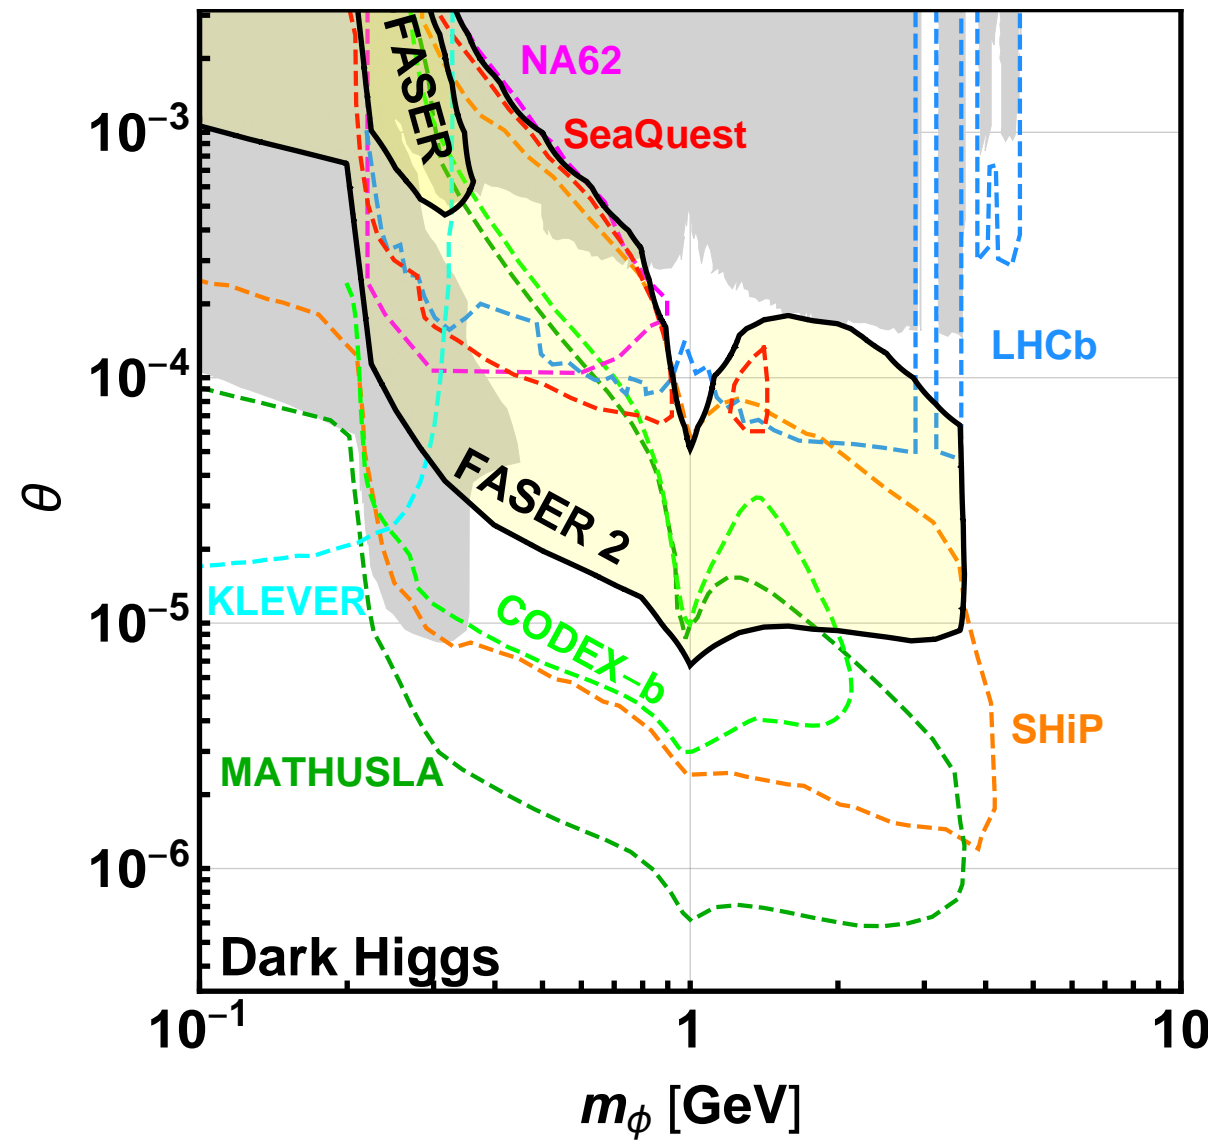 FASER
NA62
SeaQuest
10⁻³
LHCb
10⁻⁴
θ
FASER 2
KLEVER
10⁻⁵
CODEX–b
SHiP
MATHUSLA
10⁻⁶
Dark Higgs
10⁻¹ 1 10
m_ϕ [GeV]